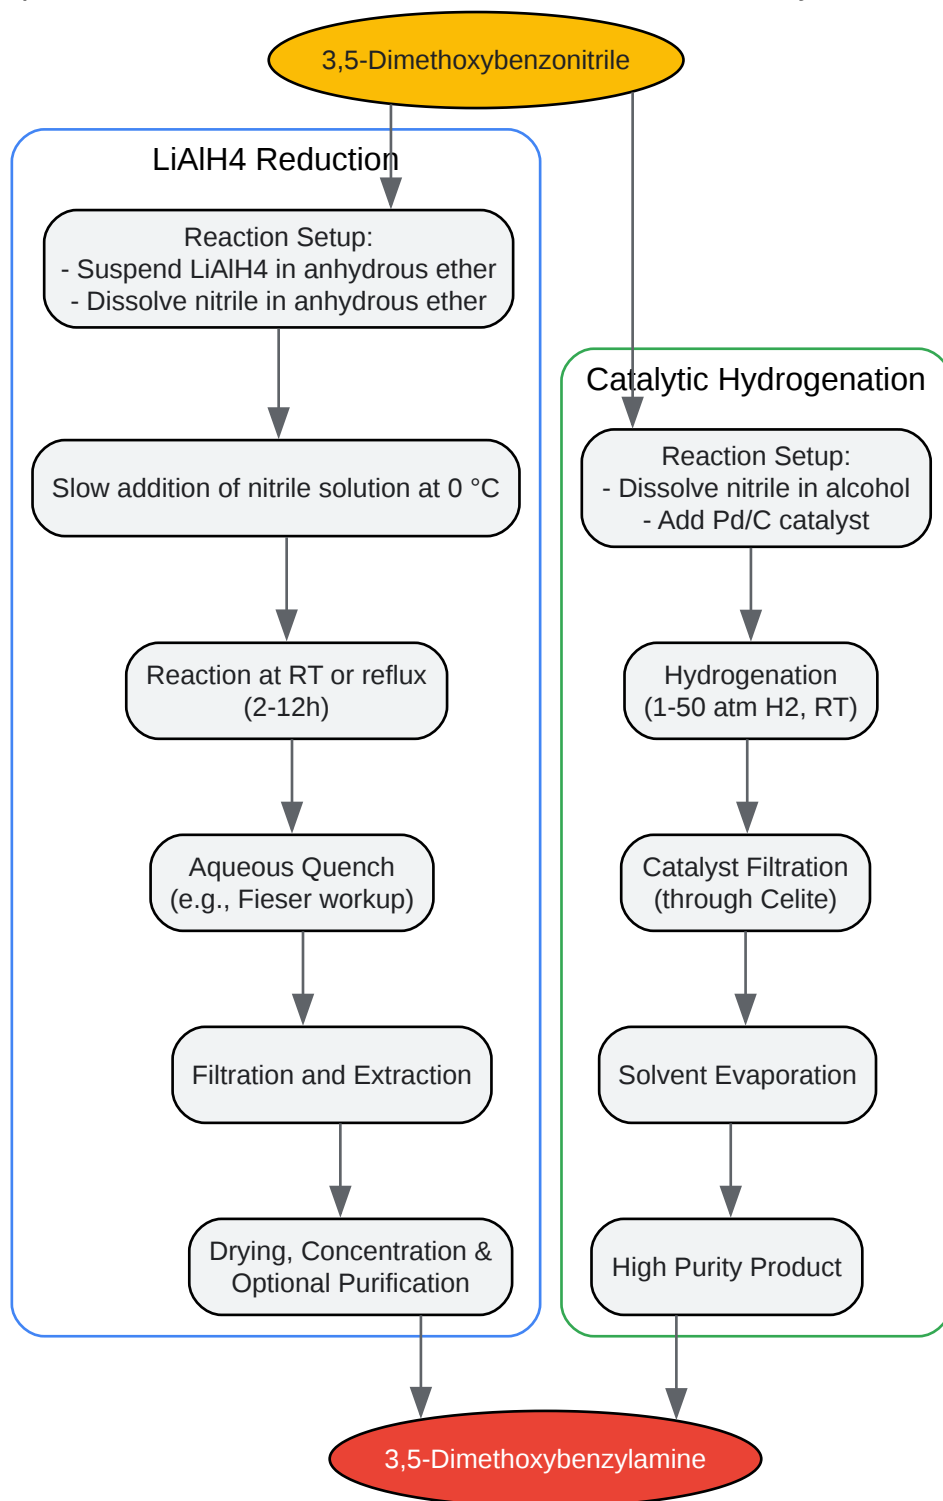 3,5-Dimethoxybenzonitrile
LiAlH4 Reduction
Reaction Setup:
- Suspend LiAlH4 in anhydrous ether
- Dissolve nitrile in anhydrous ether
Slow addition of nitrile solution at 0 °C
Reaction at RT or reflux
(2-12h)
Aqueous Quench
(e.g., Fieser workup)
Filtration and Extraction
Drying, Concentration &
Optional Purification
Catalytic Hydrogenation
Reaction Setup:
- Dissolve nitrile in alcohol
- Add Pd/C catalyst
Hydrogenation
(1-50 atm H2, RT)
Catalyst Filtration
(through Celite)
Solvent Evaporation
High Purity Product
3,5-Dimethoxybenzylamine